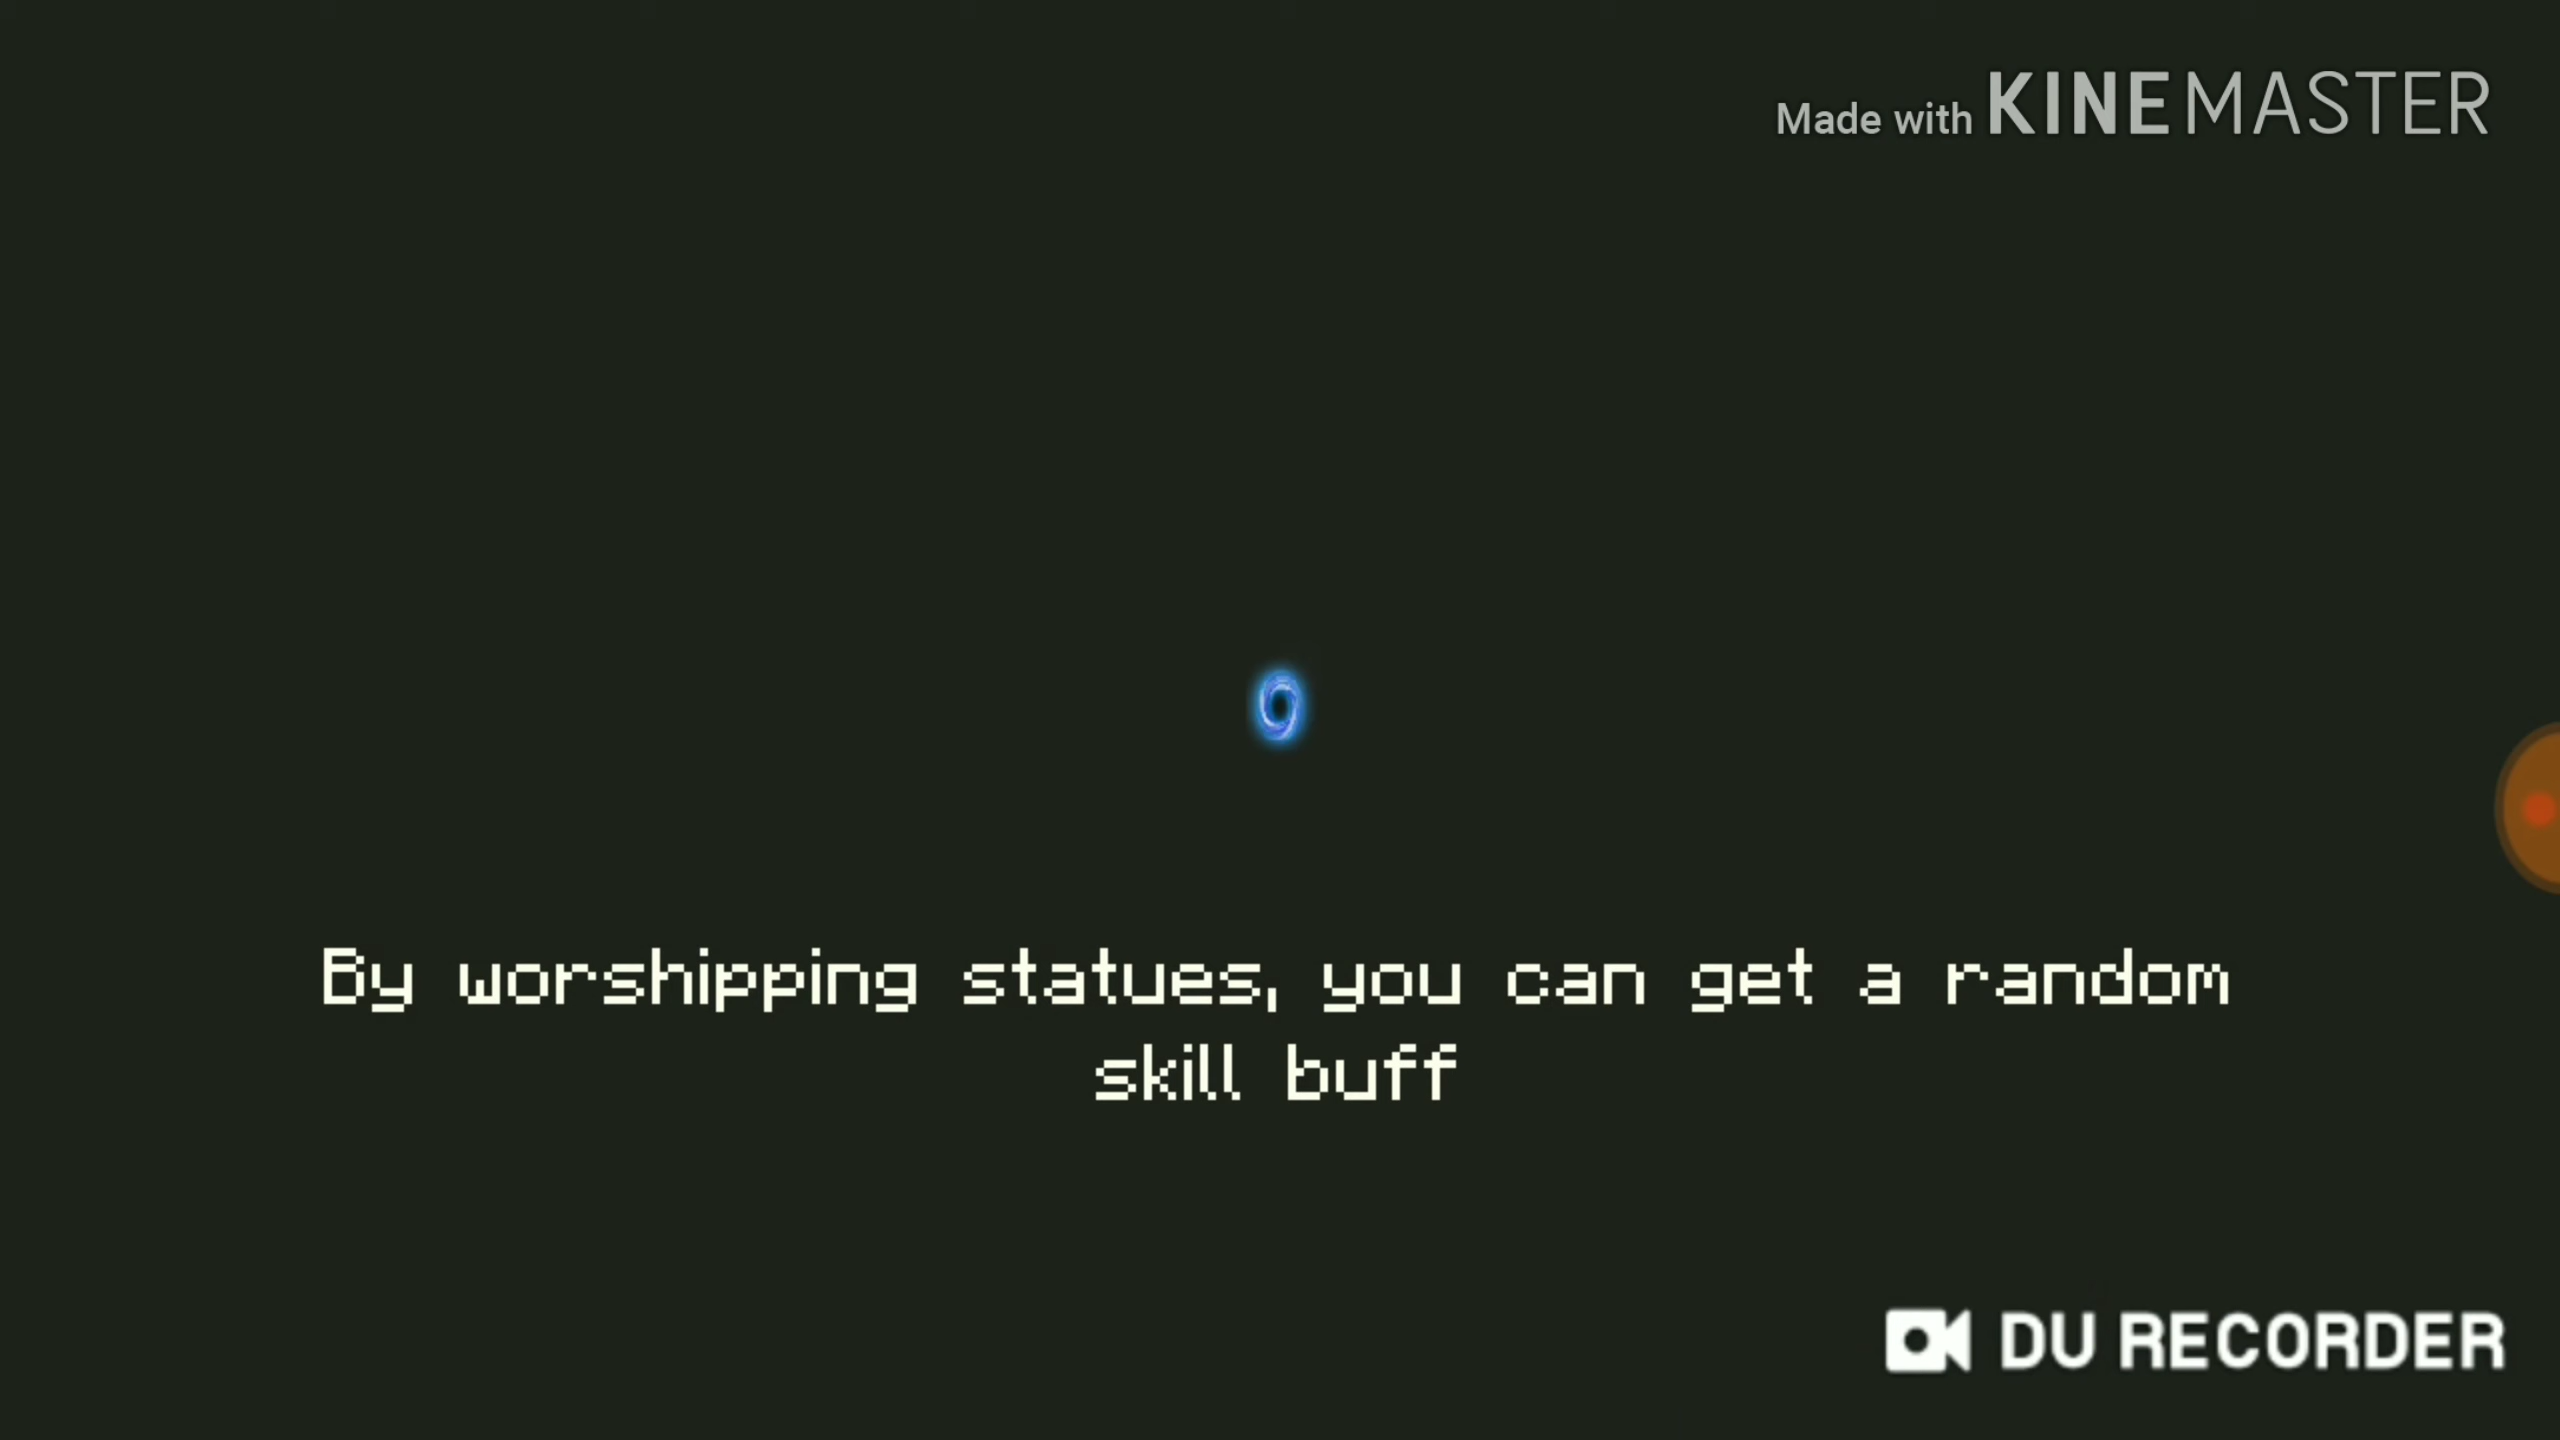 Made with KINEMASTER
By worshipping statues, you can get a random
skill buff
DU RECORDER